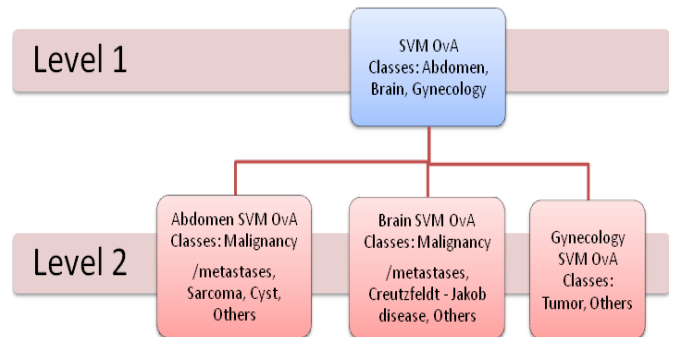 Level 1
SVM OvA
Classes: Abdomen,
Brain, Gynecology
Level 2
Abdomen SVM OvA
Classes: Malignancy
/metastases,
Sarcoma, Cyst,
Others
Brain SVM OvA
Classes: Malignancy
/metastases,
Creutzfeldt - Jakob
disease, Others
Gynecology
SVM OvA
Classes:
Tumor, Others